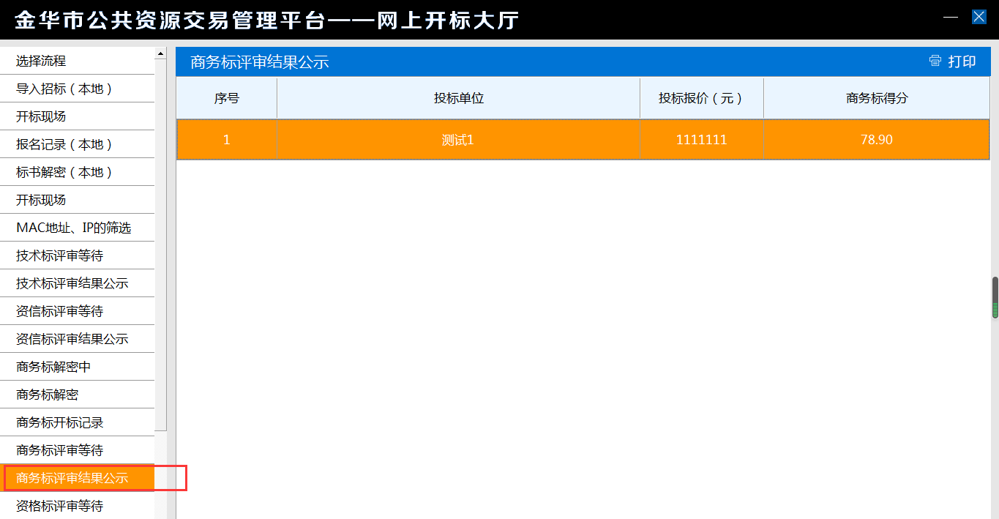 金华市公共资源交易管理平台——网上开标大厅
选择流程
导入招标（本地）
开标现场
报名记录（本地）
标书解密（本地）
开标现场
MAC地址、IP的筛选
技术标评审等待
技术标评审结果公示
资信标评审等待
资信标评审结果公示
商务标解密中
商务标解密
商务标开标记录
商务标评审等待
商务标评审结果公示
资格标评审等待
商务标评审结果公示 打印
序号 投标单位 投标报价（元） 商务标得分
1 测试1 1111111 78.90